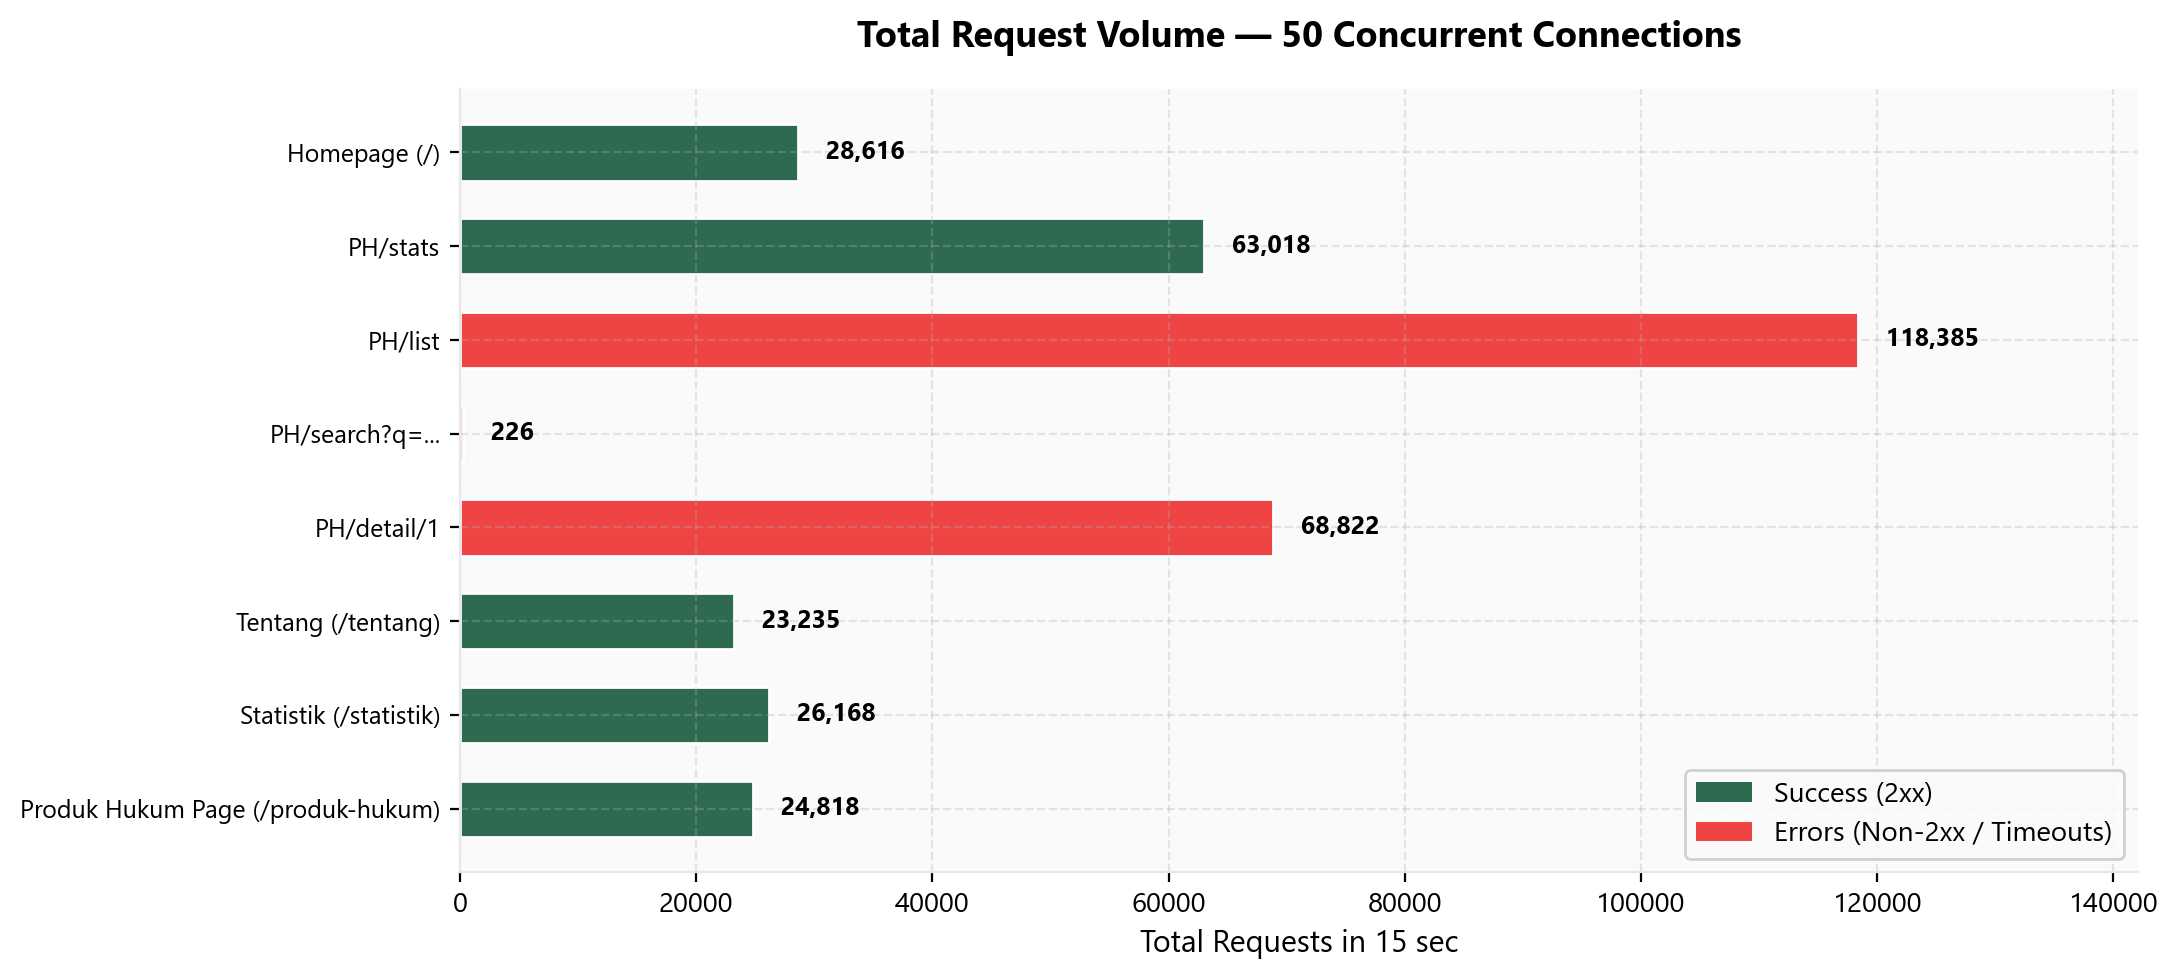 Total Request Volume — 50 Concurrent Connections
Homepage (/)
28,616
PH/stats
63,018
PH/list
118,385
PH/search?q=...
226
PH/detail/1
68,822
Tentang (/tentang)
23,235
Statistik (/statistik)
26,168
Produk Hukum Page (/produk-hukum)
24,818
Success (2xx)
Errors (Non-2xx / Timeouts)
0 20000 40000 60000 80000 100000 120000 140000
Total Requests in 15 sec